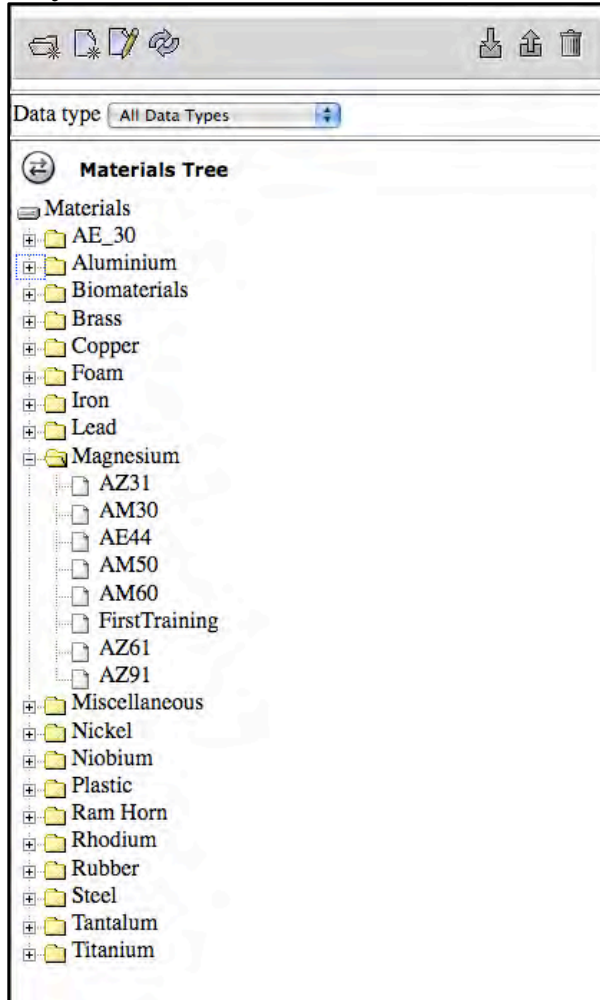 Data type All Data Types
Materials Tree
Materials
AE_30
Aluminium
Biomaterials
Brass
Copper
Foam
Iron
Lead
Magnesium
AZ31
AM30
AE44
AM50
AM60
FirstTraining
AZ61
AZ91
Miscellaneous
Nickel
Niobium
Plastic
Ram Horn
Rhodium
Rubber
Steel
Tantalum
Titanium